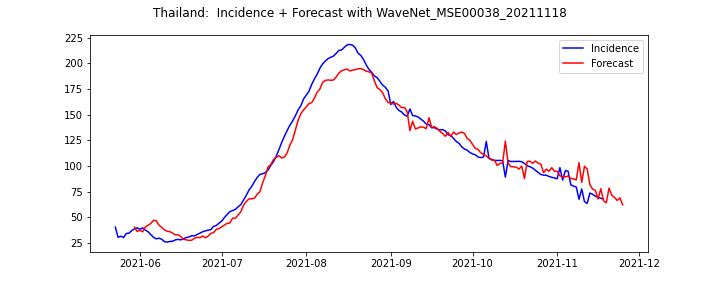 Thailand:  Incidence + Forecast with WaveNet_MSE00038_20211118
Incidence
Forecast
225
200
175
150
125
100
75
50
25
2021-06 2021-07 2021-08 2021-09 2021-10 2021-11 2021-12